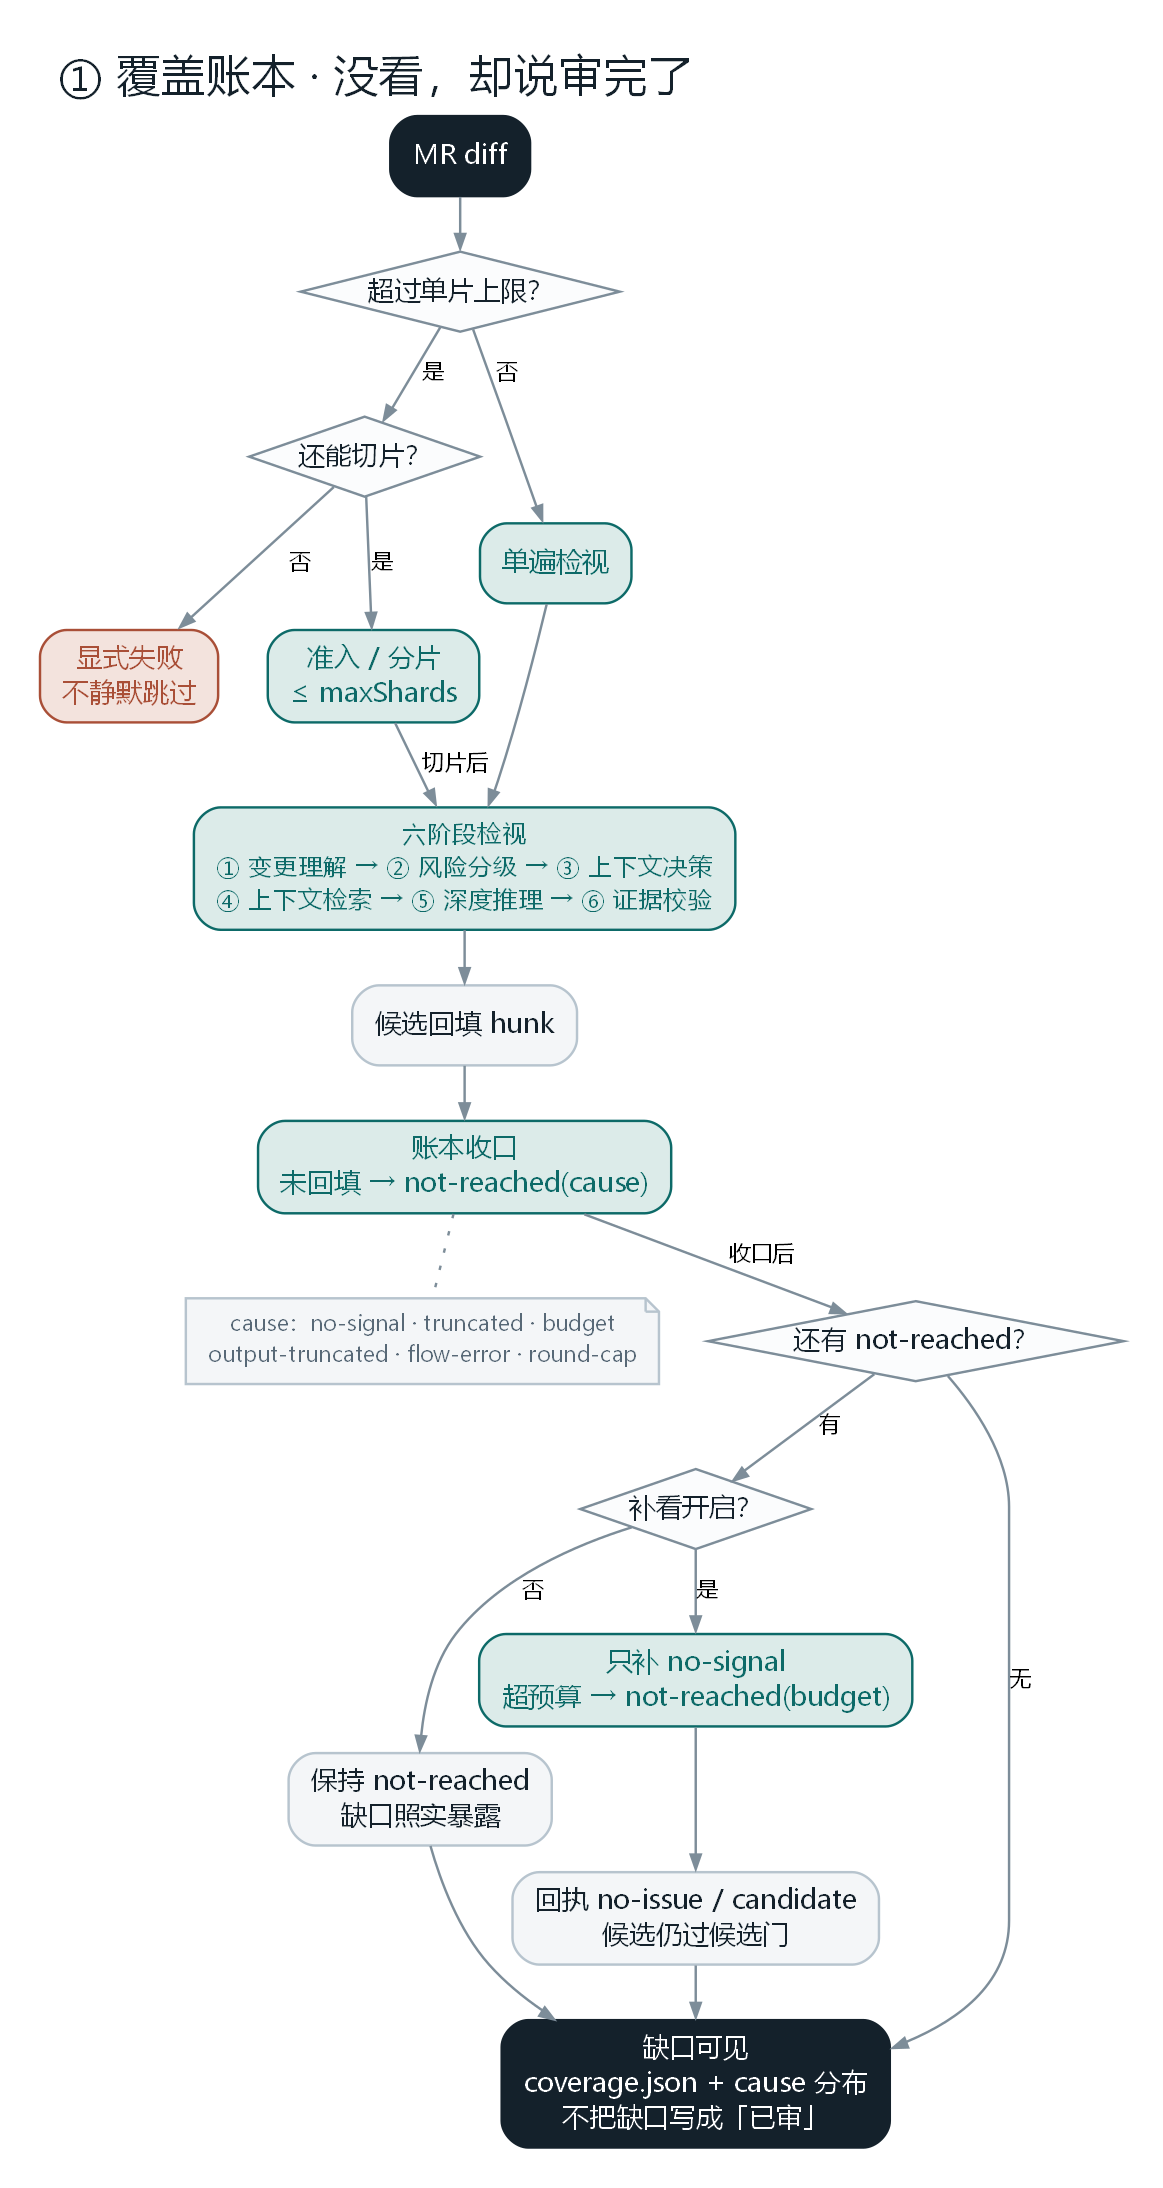 ① 覆盖账本 · 没看，却说审完了
MR diff
超过单片上限？
是
否
还能切片？
否
是
单遍检视
显式失败
不静默跳过
准入 / 分片
≤ maxShards
切片后
六阶段检视
① 变更理解 → ② 风险分级 → ③ 上下文决策
④ 上下文检索 → ⑤ 深度推理 → ⑥ 证据校验
候选回填 hunk
账本收口
未回填 → not-reached(cause)
收口后
cause：no-signal · truncated · budget
output-truncated · flow-error · round-cap
还有 not-reached？
有
无
补看开启？
否
是
只补 no-signal
超预算 → not-reached(budget)
保持 not-reached
缺口照实暴露
回执 no-issue / candidate
候选仍过候选门
缺口可见
coverage.json + cause 分布
不把缺口写成「已审」